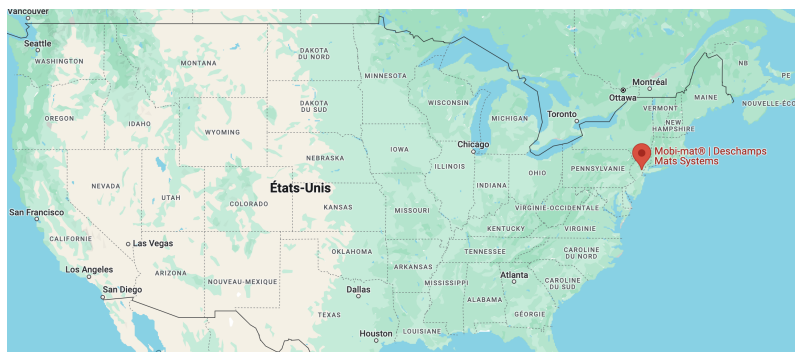 Vancouver
Seattle
WASHINGTON
MONTANA
DAKOTA
DU NORD
MINNESOTA
Montréal
NB
PE
Ottawa
MAINE
OREGON
IDAHO
DAKOTA
DU SUD
WISCONSIN
MICHIGAN
Toronto
VERMONT
NOUVELLE-ÉCO
NEW
HAMPSHIRE
WYOMING
Chicago
IOWA
NEBRASKA
ILLINOIS
INDIANA
OHIO
PENNSYLVANIE
Mobi-mat® | Deschamps
Mats Systems
NEVADA
UTAH
COLORADO
États-Unis
KANSAS
MISSOURI
VIRGINIE-OCCIDENTALE
San Francisco
CALIFORNIE
Las Vegas
KENTUCKY
VIRGINIE
OKLAHOMA
TENNESSEE
CAROLINE
DU NORD
Los Angeles
ARIZONA
NOUVEAU-MEXIQUE
ARKANSAS
Atlanta
San Diego
Dallas
MISSISSIPPI
CAROLINE
DU SUD
ALABAMA
TEXAS
GÉORGIE
Houston
LOUISIANE